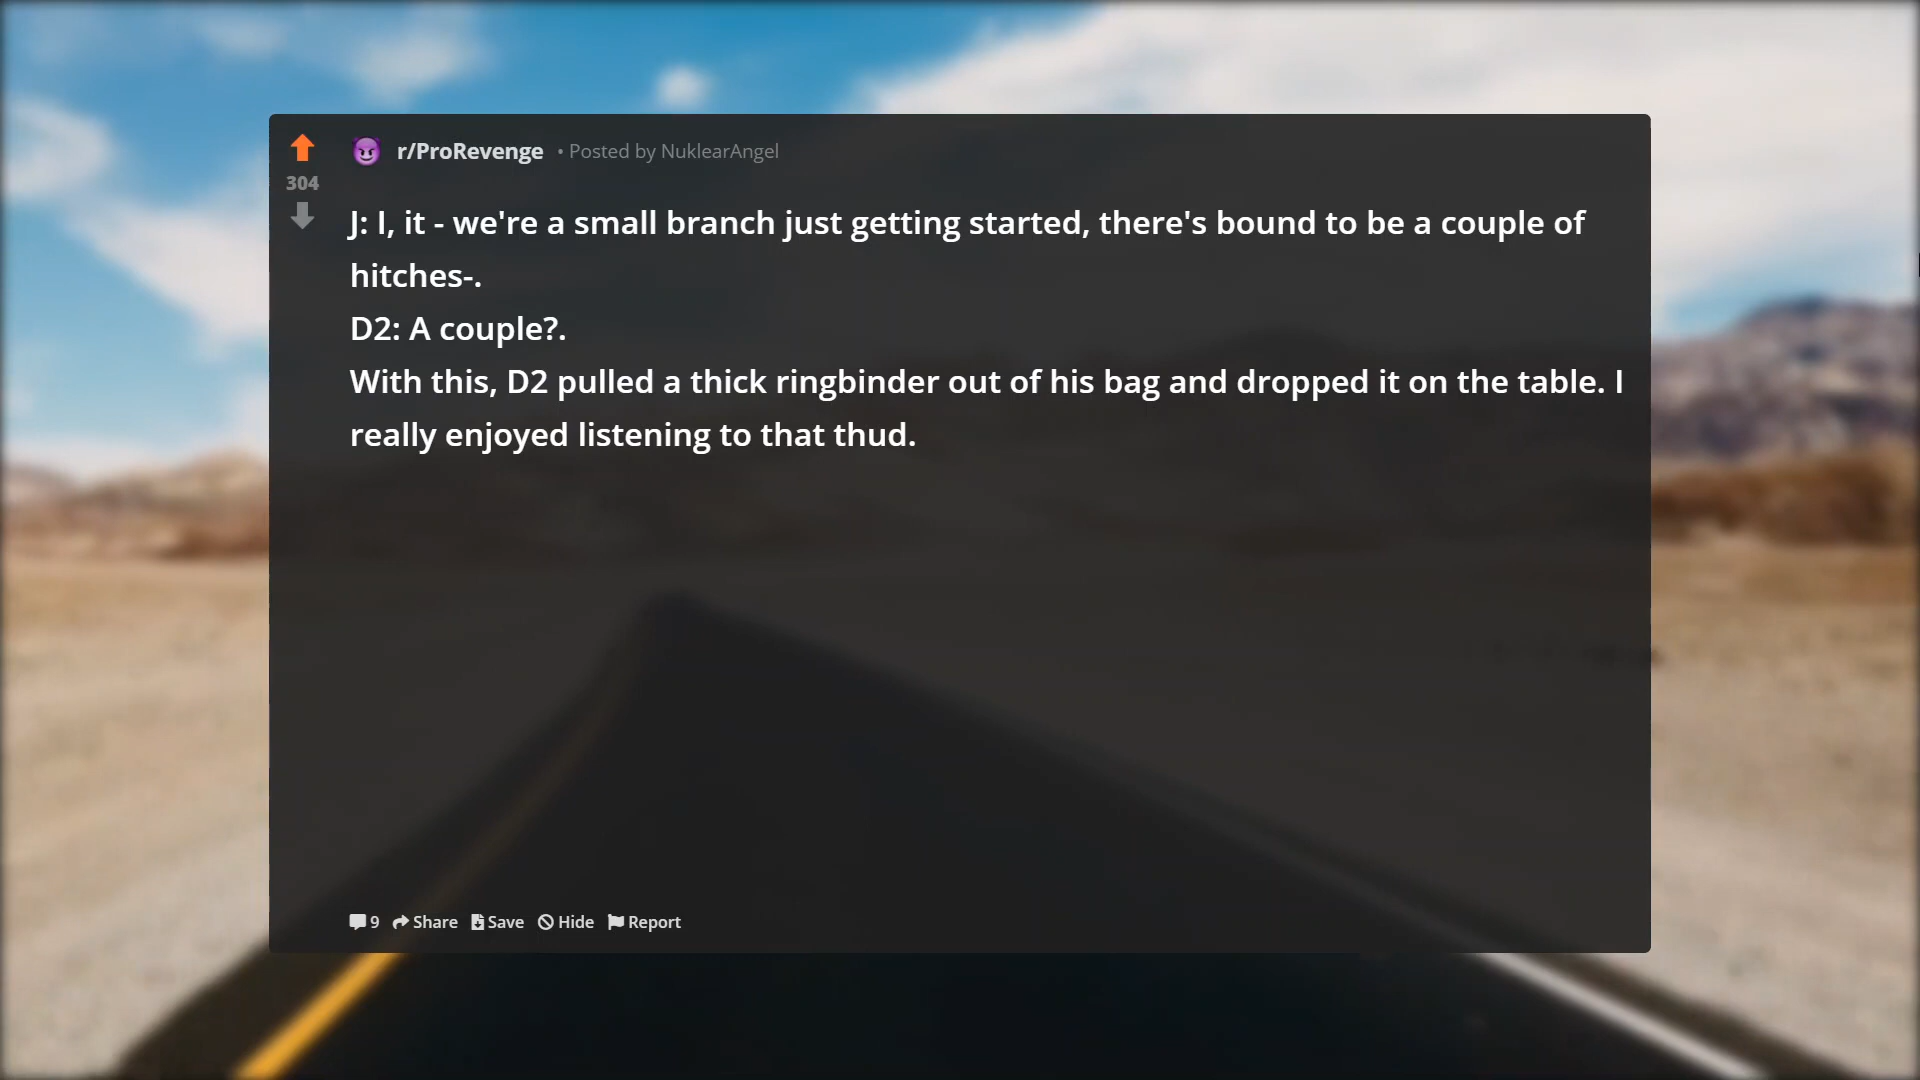 r/ProRevenge • Posted by NuklearAngel
304
J: I, it - we're a small branch just getting started, there's bound to be a couple of
hitches-.
D2: A couple?.
With this, D2 pulled a thick ringbinder out of his bag and dropped it on the table. I
really enjoyed listening to that thud.
9 Share Save Hide Report